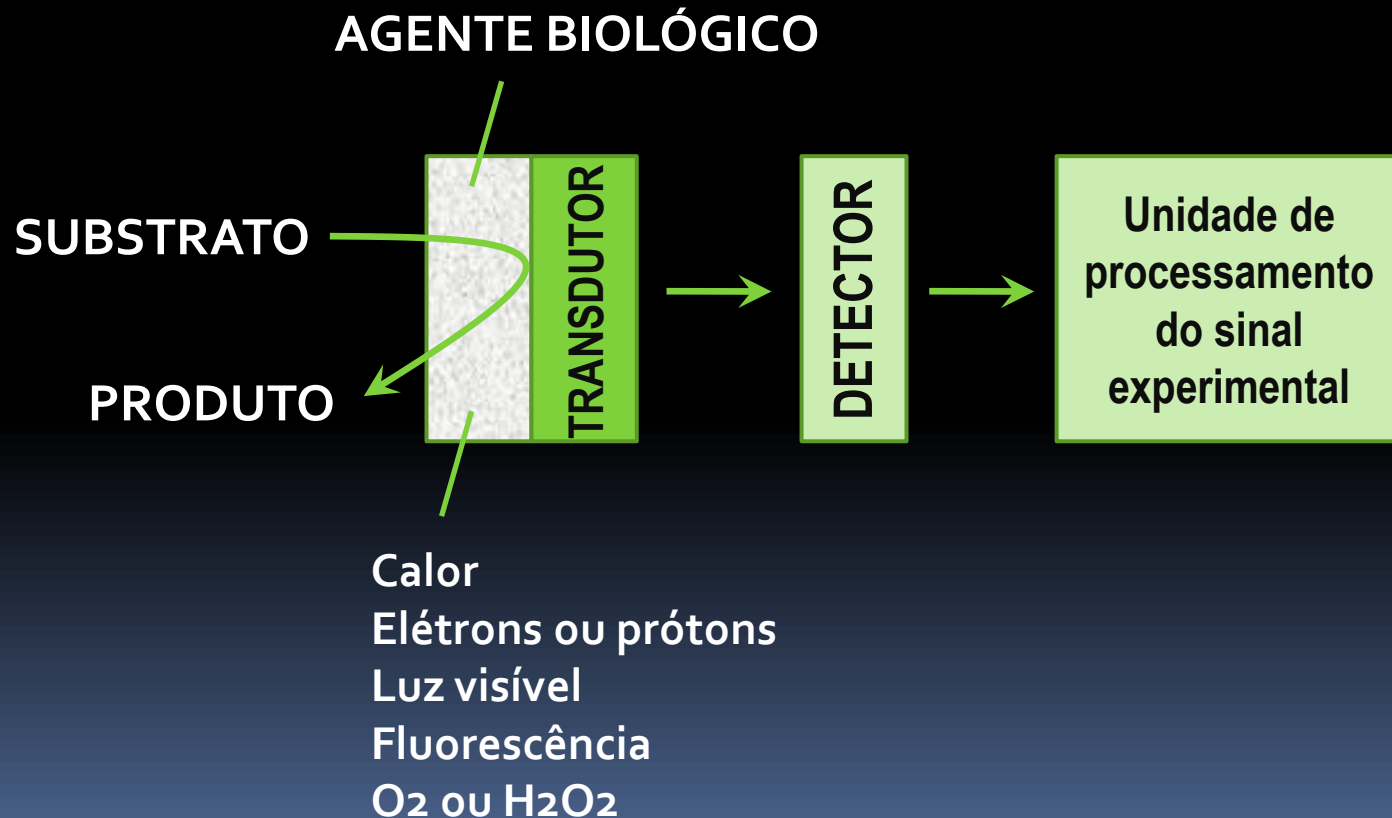 AGENTE BIOLÓGICO
SUBSTRATO
PRODUTO
TRANSDUTOR
DETECTOR
Unidade de
processamento
do sinal
experimental
Calor
Elétrons ou prótons
Luz visível
Fluorescência
O2 ou H2O2